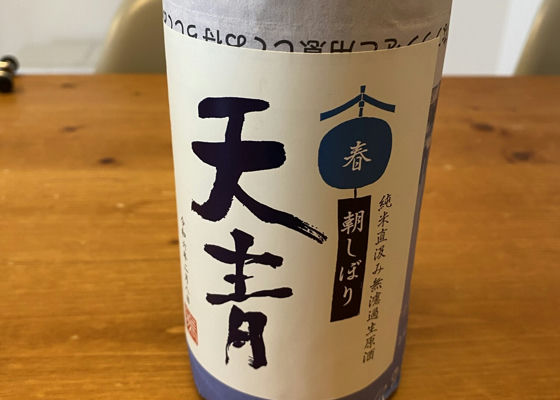 春
朝しぼり
純米直汲み無濾過生原酒
天青